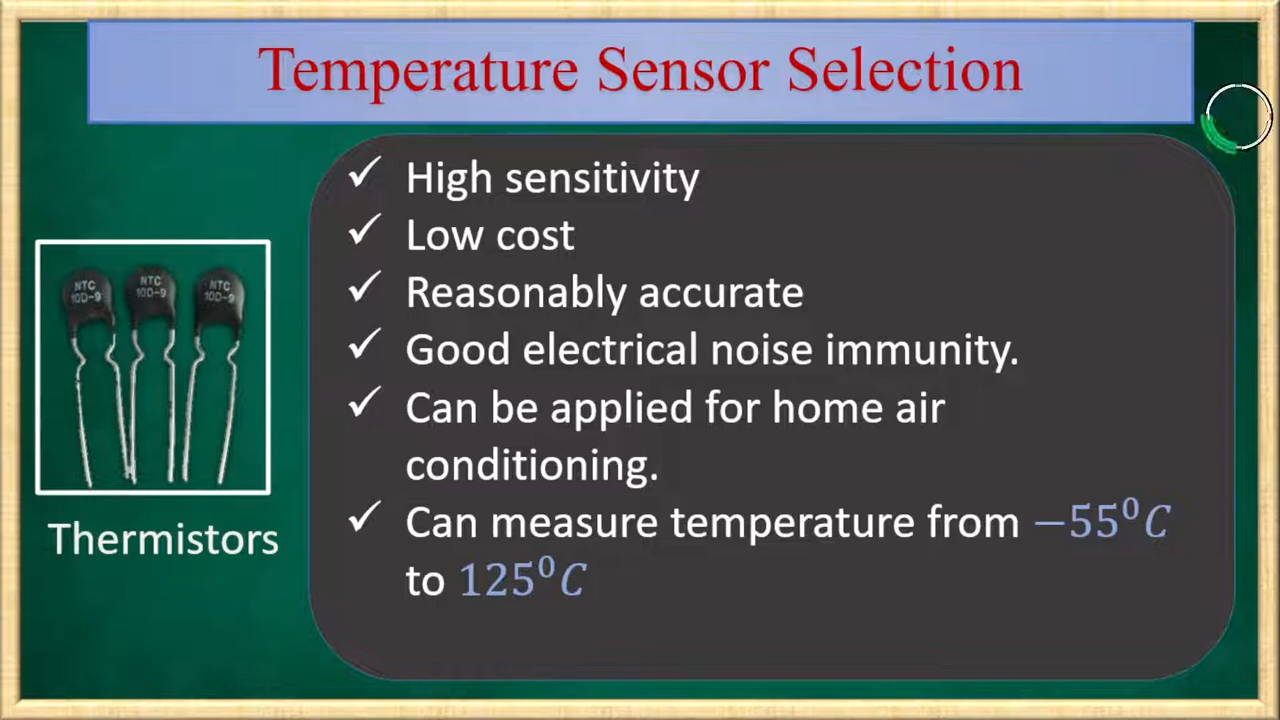 Temperature Sensor Selection
✓ High sensitivity
✓ Low cost
✓ Reasonably accurate
✓ Good electrical noise immunity.
✓ Can be applied for home air
conditioning.
✓ Can measure temperature from −55⁰C
to 125⁰C
NTC
10D-9
NTC
10D-9
NTC
10D-9
Thermistors